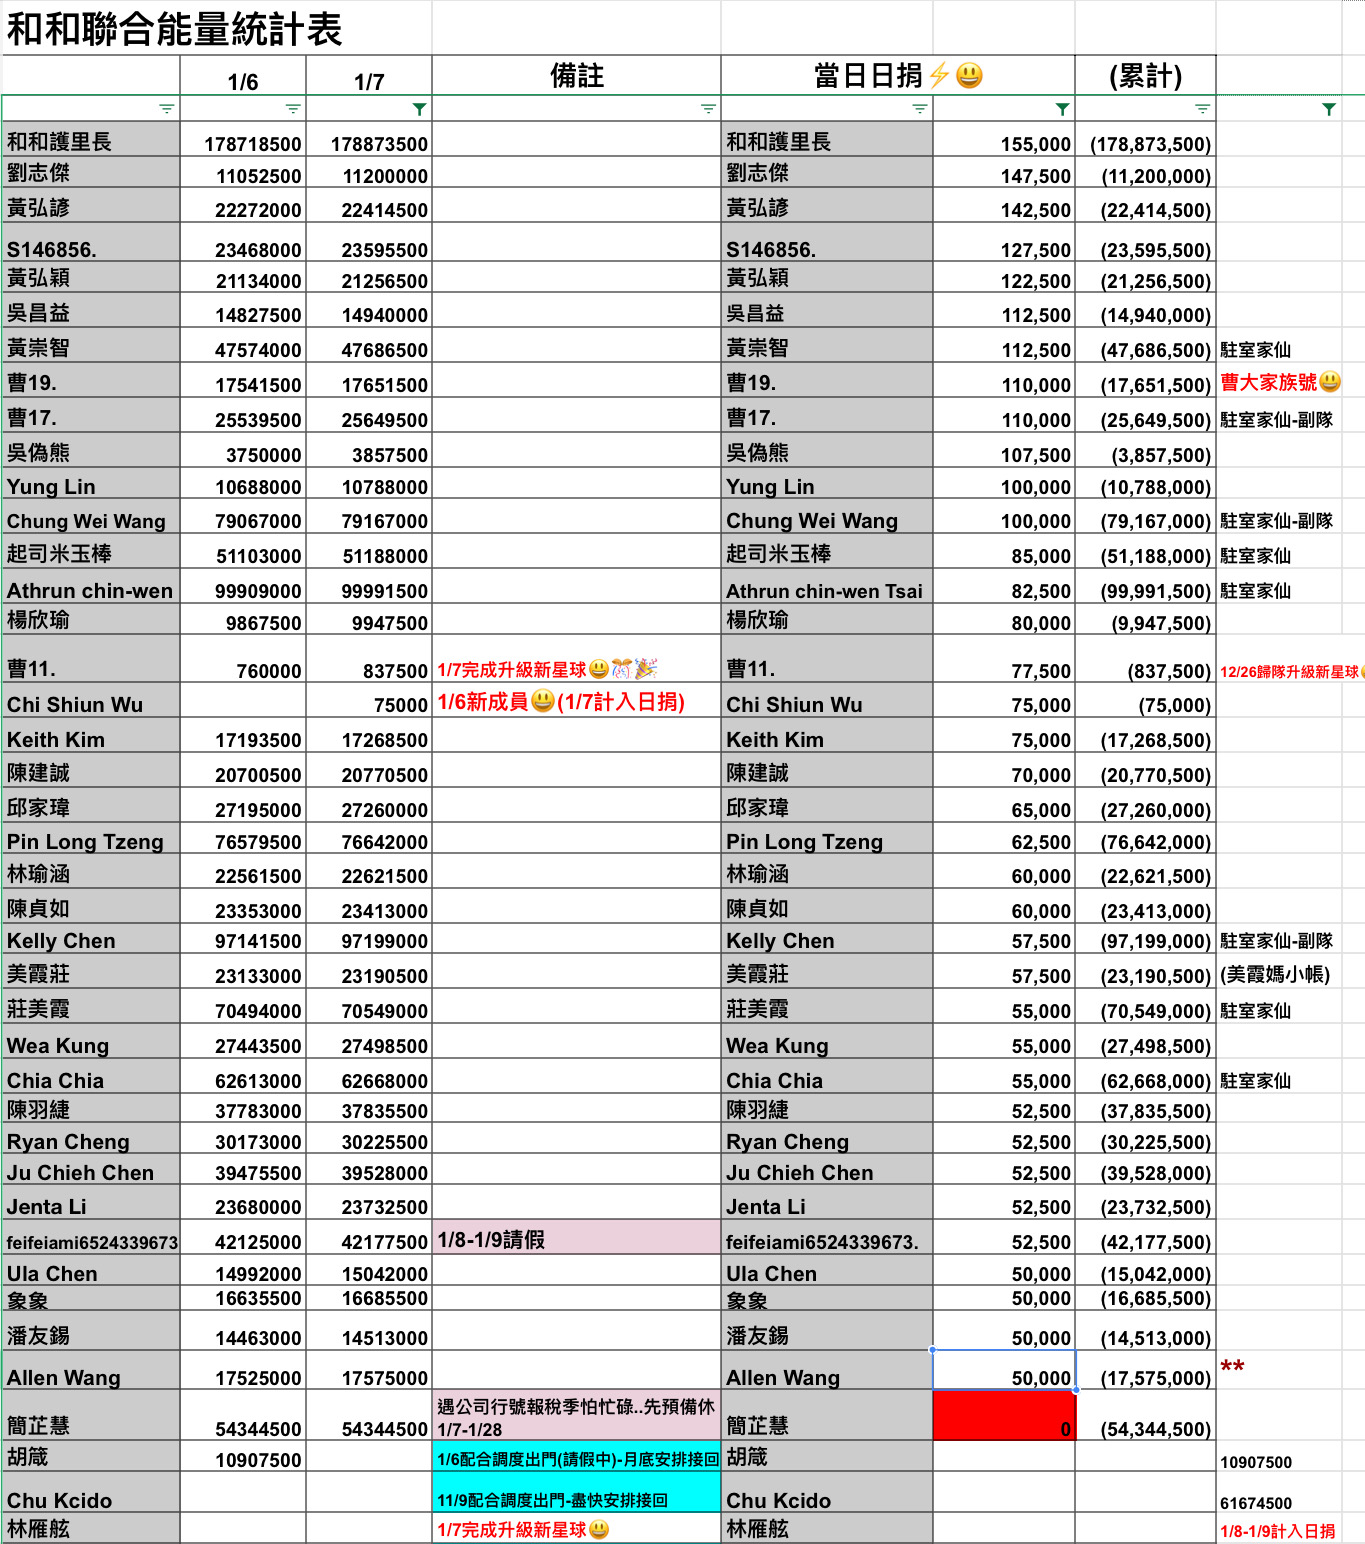 和和聯合能量統計表
1/6 1/7 備註 當日日捐⚡😃 (累計)
和和護里長 178718500 178873500 和和護里長 155,000 (178,873,500)
劉志傑 11052500 11200000 劉志傑 147,500 (11,200,000)
黃弘諺 22272000 22414500 黃弘諺 142,500 (22,414,500)
S146856. 23468000 23595500 S146856. 127,500 (23,595,500)
黃弘穎 21134000 21256500 黃弘穎 122,500 (21,256,500)
吳昌益 14827500 14940000 吳昌益 112,500 (14,940,000)
黃崇智 47574000 47686500 黃崇智 112,500 (47,686,500) 駐室家仙
曹19. 17541500 17651500 曹19. 110,000 (17,651,500) 曹大家族號😃
曹17. 25539500 25649500 曹17. 110,000 (25,649,500) 駐室家仙-副隊
吳偽熊 3750000 3857500 吳偽熊 107,500 (3,857,500)
Yung Lin 10688000 10788000 Yung Lin 100,000 (10,788,000)
Chung Wei Wang 79067000 79167000 Chung Wei Wang 100,000 (79,167,000) 駐室家仙-副隊
起司米玉棒 51103000 51188000 起司米玉棒 85,000 (51,188,000) 駐室家仙
Athrun chin-wen 99909000 99991500 Athrun chin-wen Tsai 82,500 (99,991,500) 駐室家仙
楊欣瑜 9867500 9947500 楊欣瑜 80,000 (9,947,500)
曹11. 760000 837500 1/7完成升級新星球😃🎊🎉 曹11. 77,500 (837,500) 12/26歸隊升級新星球
Chi Shiun Wu 75000 1/6新成員😃(1/7計入日捐) Chi Shiun Wu 75,000 (75,000)
Keith Kim 17193500 17268500 Keith Kim 75,000 (17,268,500)
陳建誠 20700500 20770500 陳建誠 70,000 (20,770,500)
邱家瑋 27195000 27260000 邱家瑋 65,000 (27,260,000)
Pin Long Tzeng 76579500 76642000 Pin Long Tzeng 62,500 (76,642,000)
林瑜涵 22561500 22621500 林瑜涵 60,000 (22,621,500)
陳貞如 23353000 23413000 陳貞如 60,000 (23,413,000)
Kelly Chen 97141500 97199000 Kelly Chen 57,500 (97,199,000) 駐室家仙-副隊
美霞莊 23133000 23190500 美霞莊 57,500 (23,190,500) (美霞媽小帳)
莊美霞 70494000 70549000 莊美霞 55,000 (70,549,000) 駐室家仙
Wea Kung 27443500 27498500 Wea Kung 55,000 (27,498,500)
Chia Chia 62613000 62668000 Chia Chia 55,000 (62,668,000) 駐室家仙
陳羽緁 37783000 37835500 陳羽緁 52,500 (37,835,500)
Ryan Cheng 30173000 30225500 Ryan Cheng 52,500 (30,225,500)
Ju Chieh Chen 39475500 39528000 Ju Chieh Chen 52,500 (39,528,000)
Jenta Li 23680000 23732500 Jenta Li 52,500 (23,732,500)
feifeiami6524339673 42125000 42177500 1/8-1/9請假 feifeiami6524339673. 52,500 (42,177,500)
Ula Chen 14992000 15042000 Ula Chen 50,000 (15,042,000)
象象 16635500 16685500 象象 50,000 (16,685,500)
潘友錫 14463000 14513000 潘友錫 50,000 (14,513,000)
Allen Wang 17525000 17575000 Allen Wang 50,000 (17,575,000) **
簡芷慧 54344500 54344500 遇公司行號報稅季怕忙碌..先預備休 簡芷慧 0 (54,344,500)
1/7-1/28
胡箴 10907500 1/6配合調度出門(請假中)-月底安排接回 胡箴 10907500
Chu Kcido 11/9配合調度出門-盡快安排接回 Chu Kcido 61674500
林雁舷 1/7完成升級新星球😃 林雁舷 1/8-1/9計入日捐